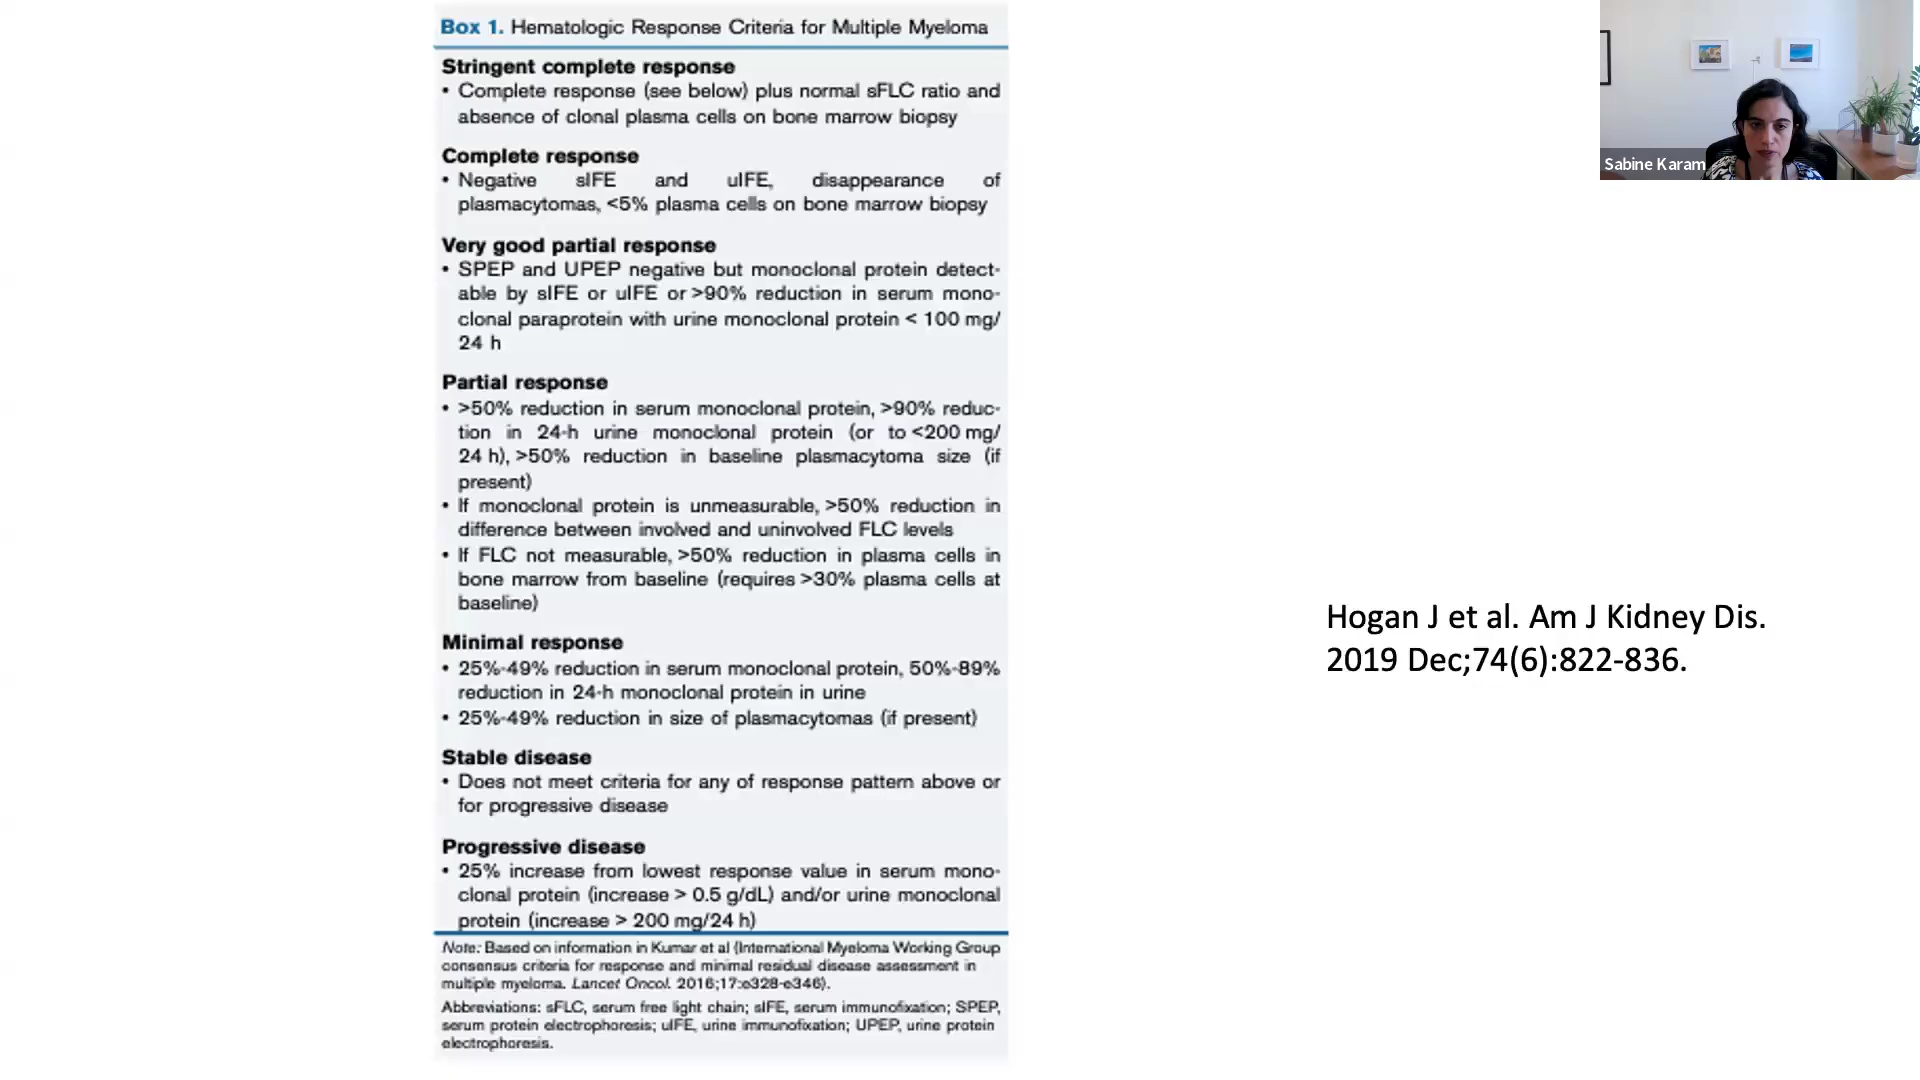 Box 1. Hematologic Response Criteria for Multiple Myeloma
Stringent complete response
• Complete response (see below) plus normal sFLC ratio and
absence of clonal plasma cells on bone marrow biopsy
Complete response
• Negative sIFE and uIFE, disappearance of
plasmacytomas, <5% plasma cells on bone marrow biopsy
Very good partial response
• SPEP and UPEP negative but monoclonal protein detect-
able by sIFE or uIFE or >90% reduction in serum mono-
clonal paraprotein with urine monoclonal protein < 100 mg/
24 h
Partial response
• >50% reduction in serum monoclonal protein, >90% reduc-
tion in 24-h urine monoclonal protein (or to <200 mg/
24 h), >50% reduction in baseline plasmacytoma size (if
present)
• If monoclonal protein is unmeasurable, >50% reduction in
difference between involved and uninvolved FLC levels
• If FLC not measurable, >50% reduction in plasma cells in
bone marrow from baseline (requires >30% plasma cells at
baseline)
Minimal response
• 25%-49% reduction in serum monoclonal protein, 50%-89%
reduction in 24-h monoclonal protein in urine
• 25%-49% reduction in size of plasmacytomas (if present)
Stable disease
• Does not meet criteria for any of response pattern above or
for progressive disease
Progressive disease
• 25% increase from lowest response value in serum mono-
clonal protein (increase > 0.5 g/dL) and/or urine monoclonal
protein (increase > 200 mg/24 h)
Note: Based on information in Kumar et al (International Myeloma Working Group
consensus criteria for response and minimal residual disease assessment in
multiple myeloma. Lancet Oncol. 2016;17:e328-e346).
Abbreviations: sFLC, serum free light chain; sIFE, serum immunofixation; SPEP,
serum protein electrophoresis; uIFE, urine immunofixation; UPEP, urine protein
electrophoresis.
Hogan J et al. Am J Kidney Dis.
2019 Dec;74(6):822-836.
Sabine Karam